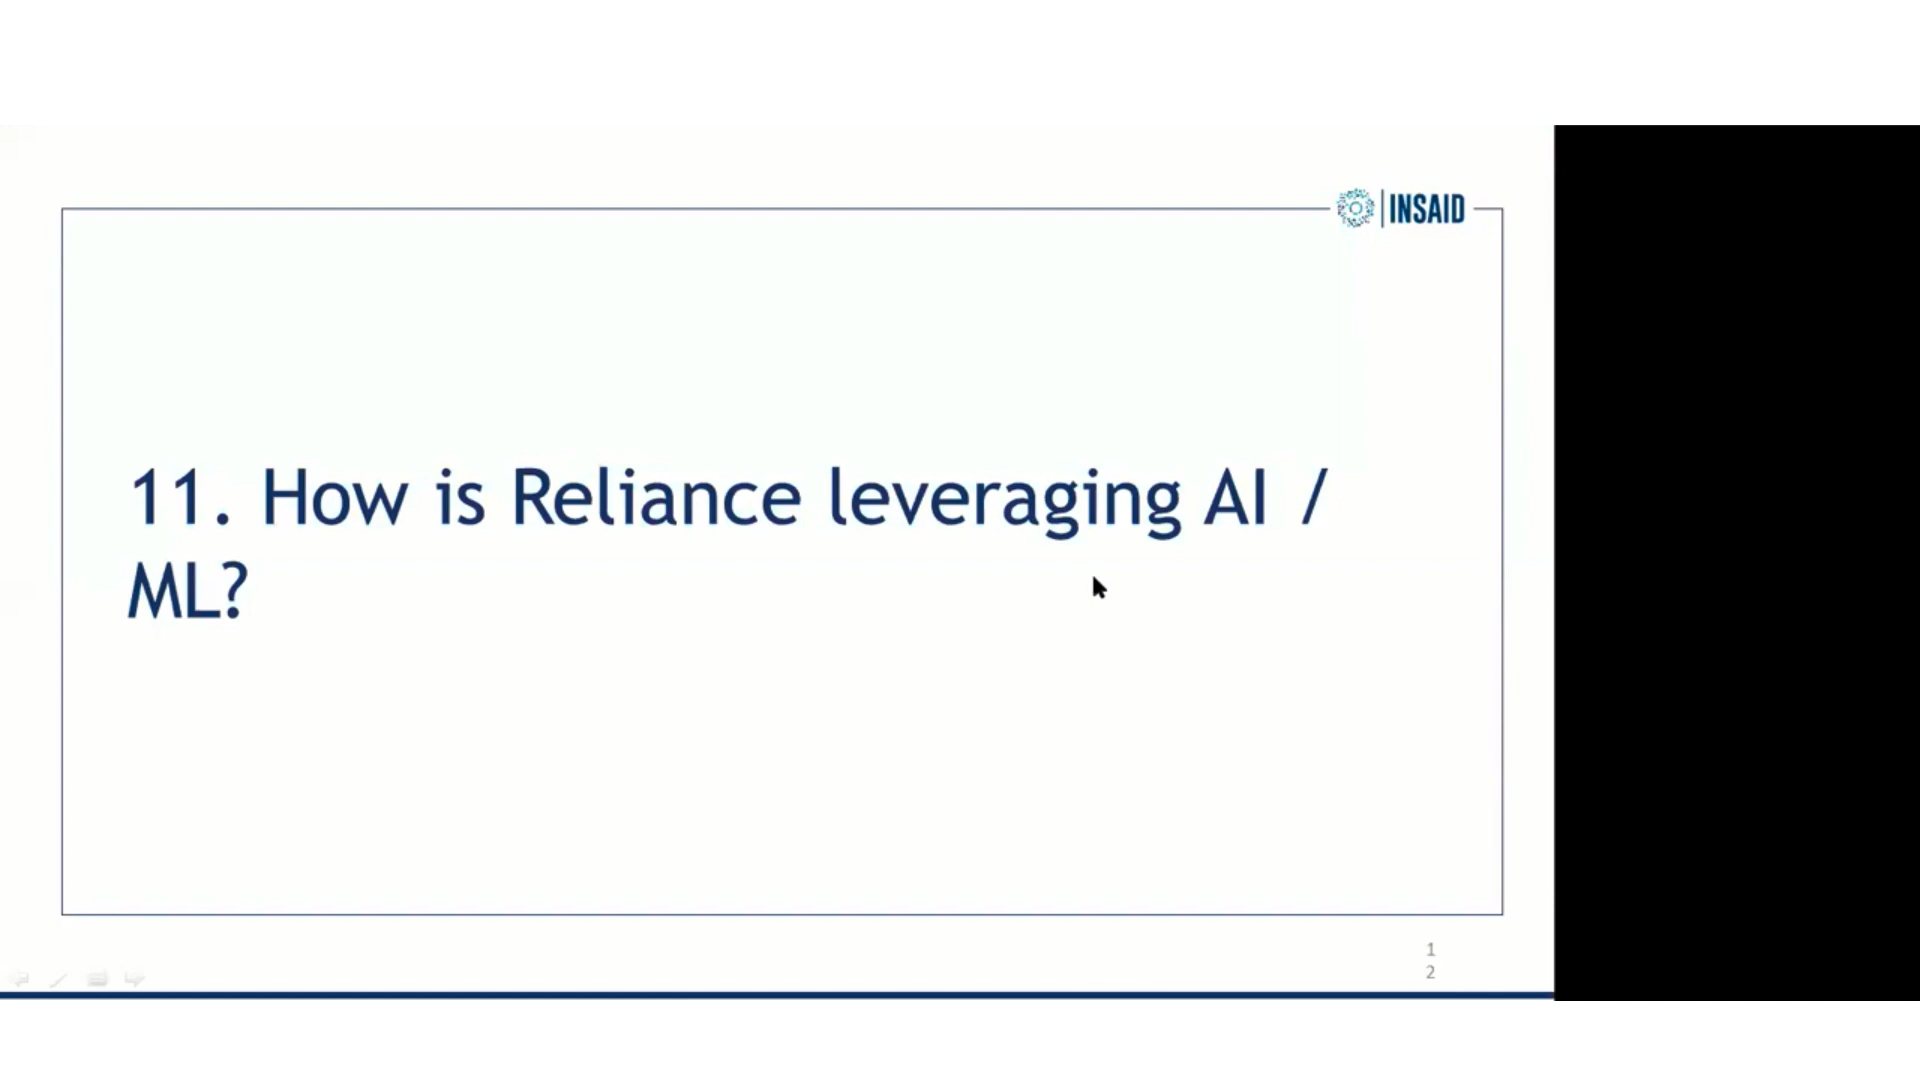 INSAID
11. How is Reliance leveraging AI /
ML?
1
2